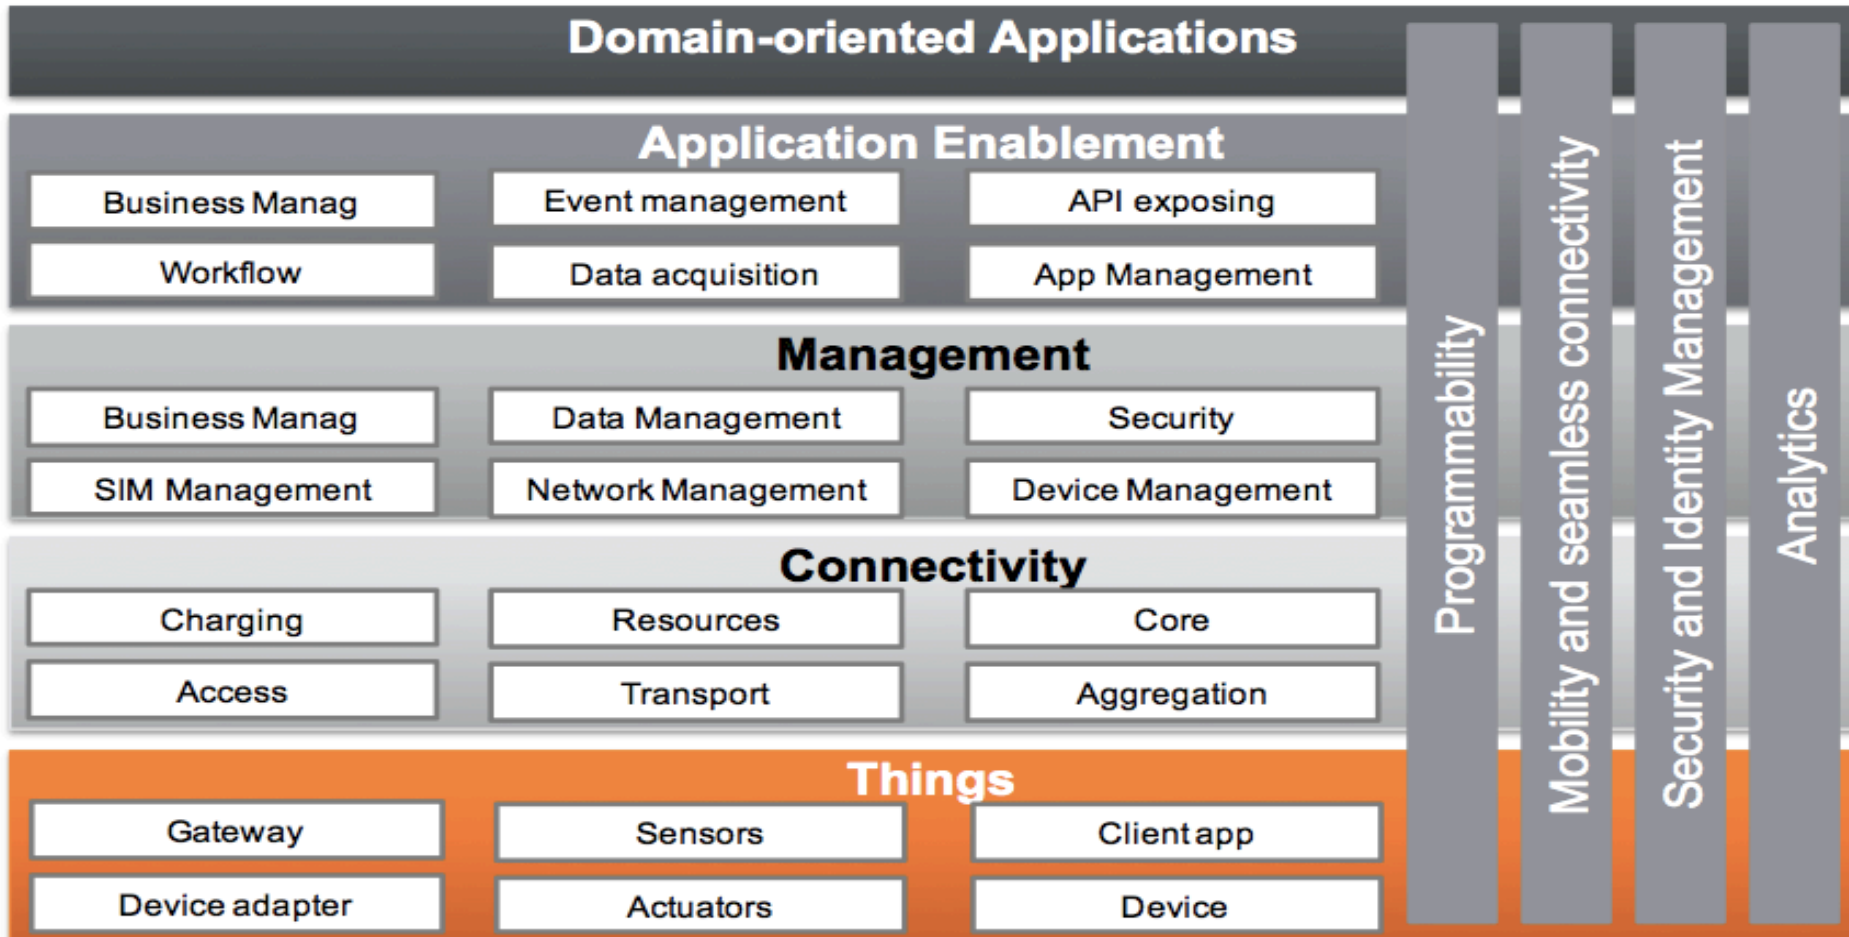 Domain-oriented Applications
Application Enablement
Business Manag
Event management
API exposing
Workflow
Data acquisition
App Management
Management
Business Manag
Data Management
Security
SIM Management
Network Management
Device Management
Connectivity
Charging
Resources
Core
Access
Transport
Aggregation
Things
Gateway
Sensors
Client app
Device adapter
Actuators
Device
Programmability
Mobility and seamless connectivity
Security and Identity Management
Analytics